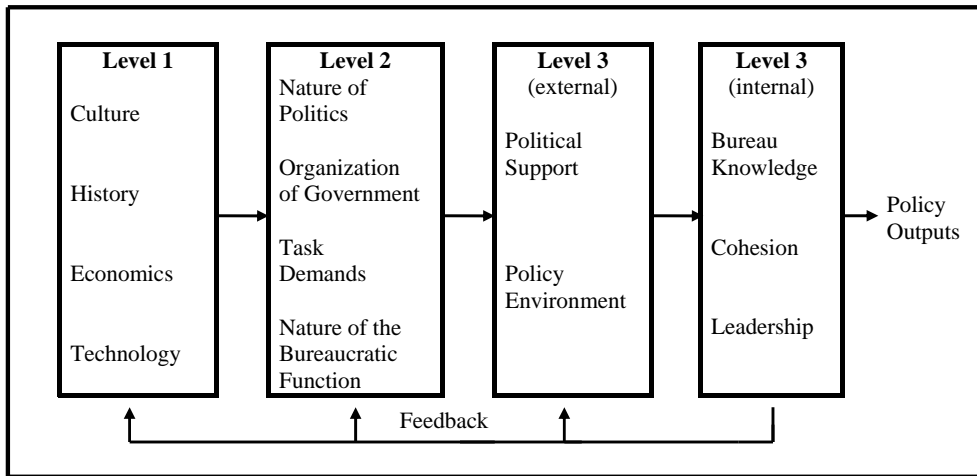 Level 1
Culture
History
Economics
Technology
Level 2
Nature of
Politics
Organization
of Government
Task
Demands
Nature of the
Bureaucratic
Function
Level 3
(external)
Political
Support
Policy
Environment
Level 3
(internal)
Bureau
Knowledge
Cohesion
Leadership
Policy
Outputs
Feedback